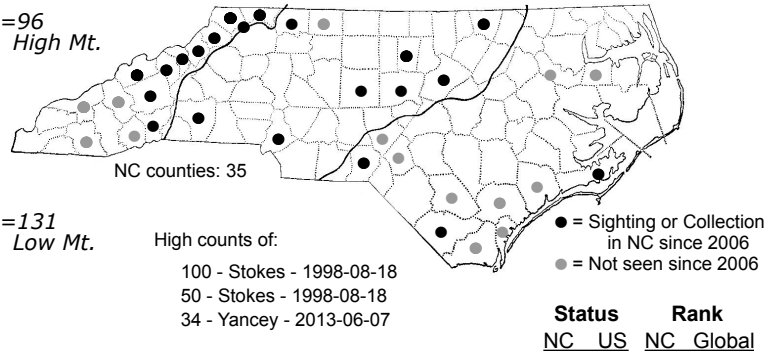 =96
High Mt.
NC counties: 35
=131
Low Mt.
High counts of:
100 - Stokes - 1998-08-18
50 - Stokes - 1998-08-18
34 - Yancey - 2013-06-07
= Sighting or Collection
in NC since 2006
= Not seen since 2006
Status Rank
NC US NC Global